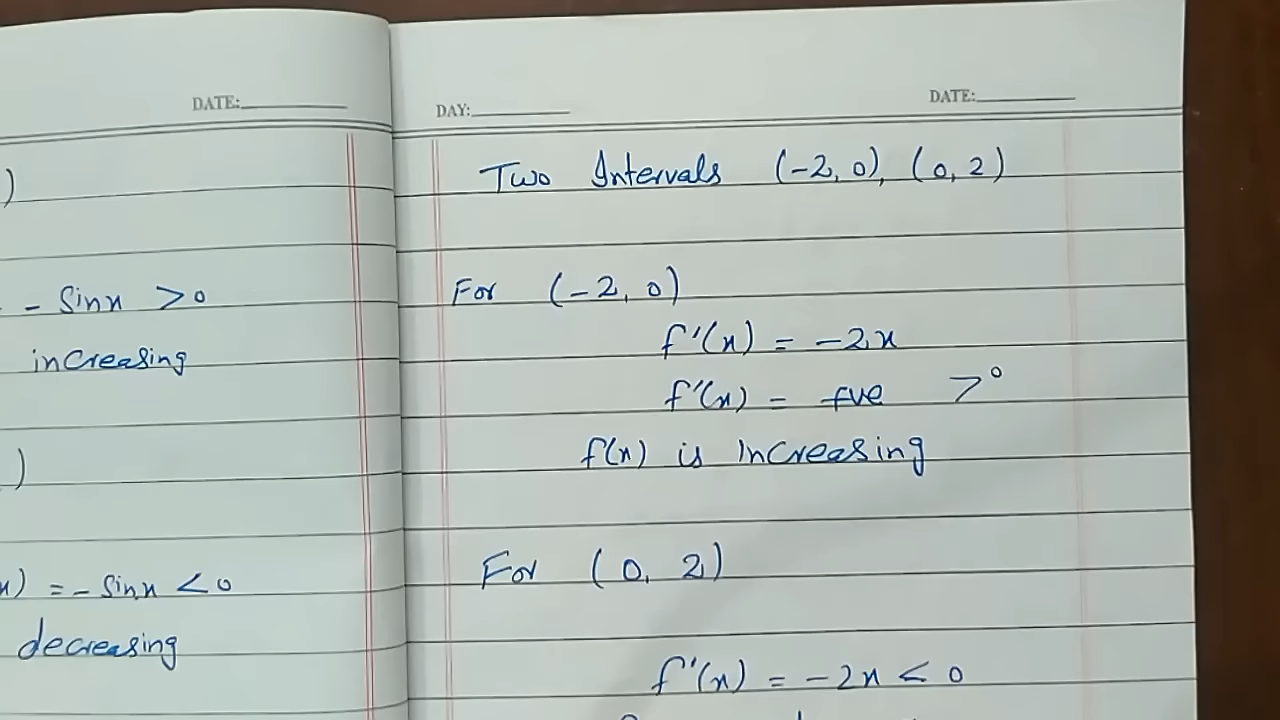 DATE:
)
- Sinx >0
increasing
)
x) = - Sinx <0
decreasing
DAY: DATE:
Two Intervals (-2, 0), (0, 2)
For (-2, 0)
f'(x) = -2x
f'(x) = +ve >0
f(x) is Increasing
For (0, 2)
f'(x) = -2x < 0